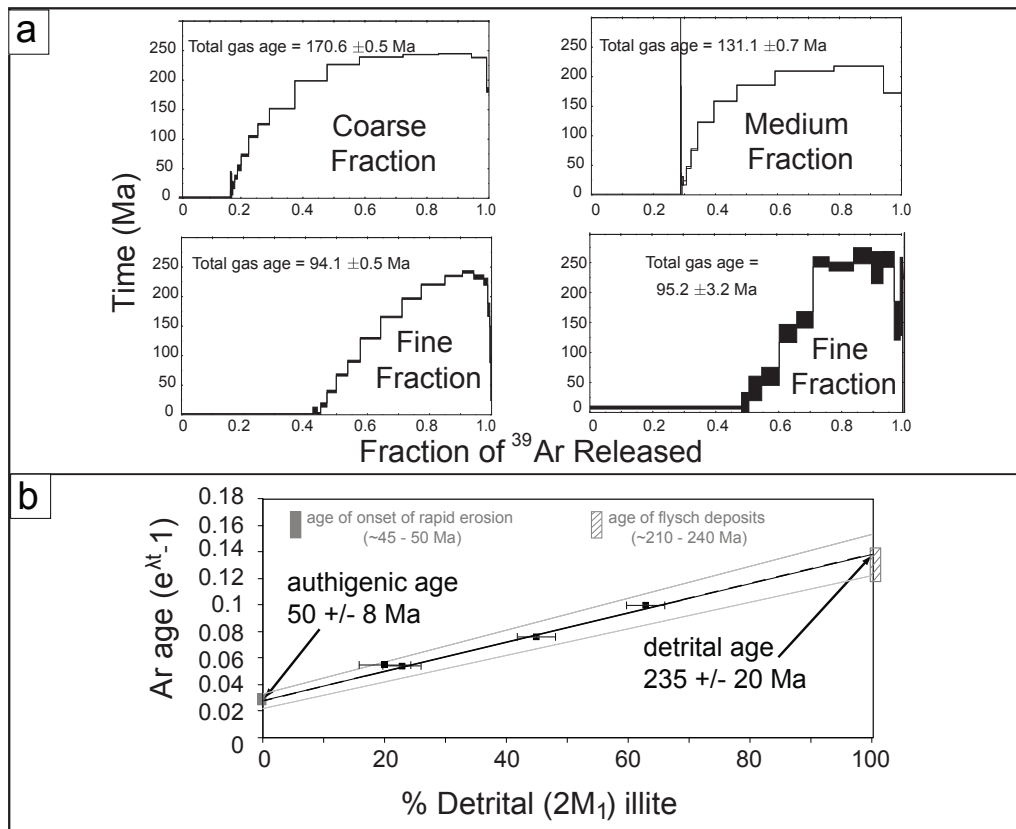 a
Time (Ma)
Total gas age = 170.6 ±0.5 Ma
250
200
150
100
50
0
Coarse
Fraction
0 0.2 0.4 0.6 0.8 1.0
Total gas age = 131.1 ±0.7 Ma
250
200
150
100
50
0
Medium
Fraction
0 0.2 0.4 0.6 0.8 1.0
Total gas age = 94.1 ±0.5 Ma
250
200
150
100
50
0
Fine
Fraction
0 0.2 0.4 0.6 0.8 1.0
Total gas age =
95.2 ±3.2 Ma
250
200
150
100
50
0
Fine
Fraction
0 0.2 0.4 0.6 0.8 1.0
Fraction of ³⁹Ar Released
b
Ar age (e^λt-1)
0.18
0.16
0.14
0.12
0.1
0.08
0.06
0.04
0.02
0
age of onset of rapid erosion
(~45 - 50 Ma)
age of flysch deposits
(~210 - 240 Ma)
authigenic age
50 +/- 8 Ma
detrital age
235 +/- 20 Ma
0 20 40 60 80 100
% Detrital (2M₁) illite